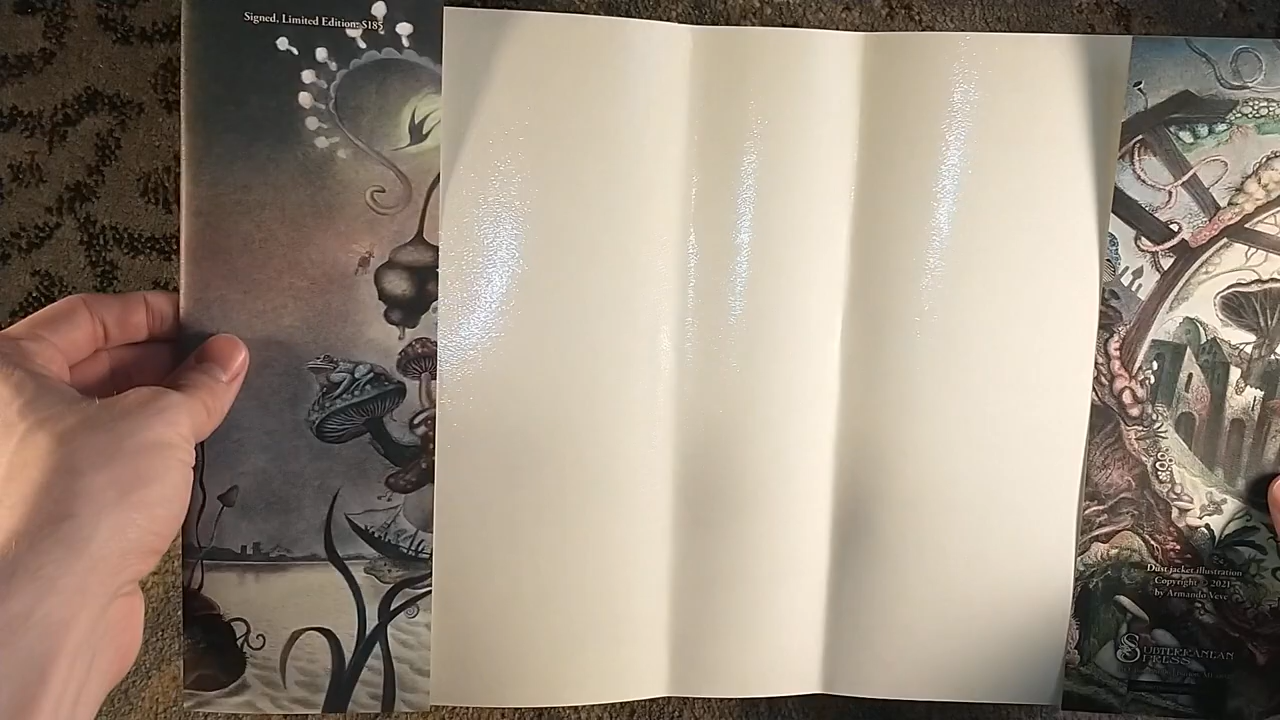 Signed, Limited Edition: $185
Dust jacket illustration
Copyright © 2021
by Armando Veve
SUBTERRANEAN
PRESS